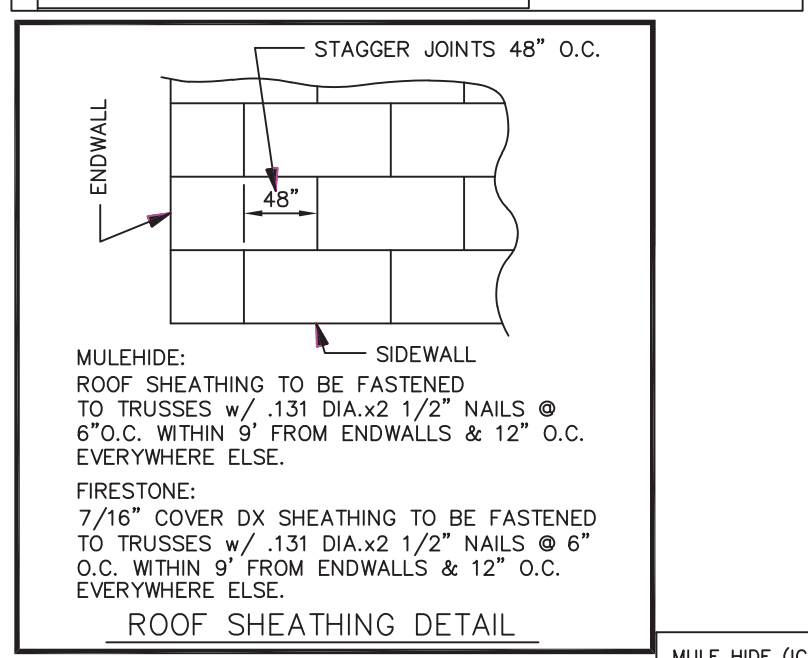 STAGGER JOINTS 48" O.C.
ENDWALL
48"
SIDEWALL
MULEHIDE:
ROOF SHEATHING TO BE FASTENED
TO TRUSSES w/ .131 DIA.x2 1/2" NAILS @
6"O.C. WITHIN 9' FROM ENDWALLS & 12" O.C.
EVERYWHERE ELSE.
FIRESTONE:
7/16" COVER DX SHEATHING TO BE FASTENED
TO TRUSSES w/ .131 DIA.x2 1/2" NAILS @ 6"
O.C. WITHIN 9' FROM ENDWALLS & 12" O.C.
EVERYWHERE ELSE.
ROOF SHEATHING DETAIL
MULE HIDE